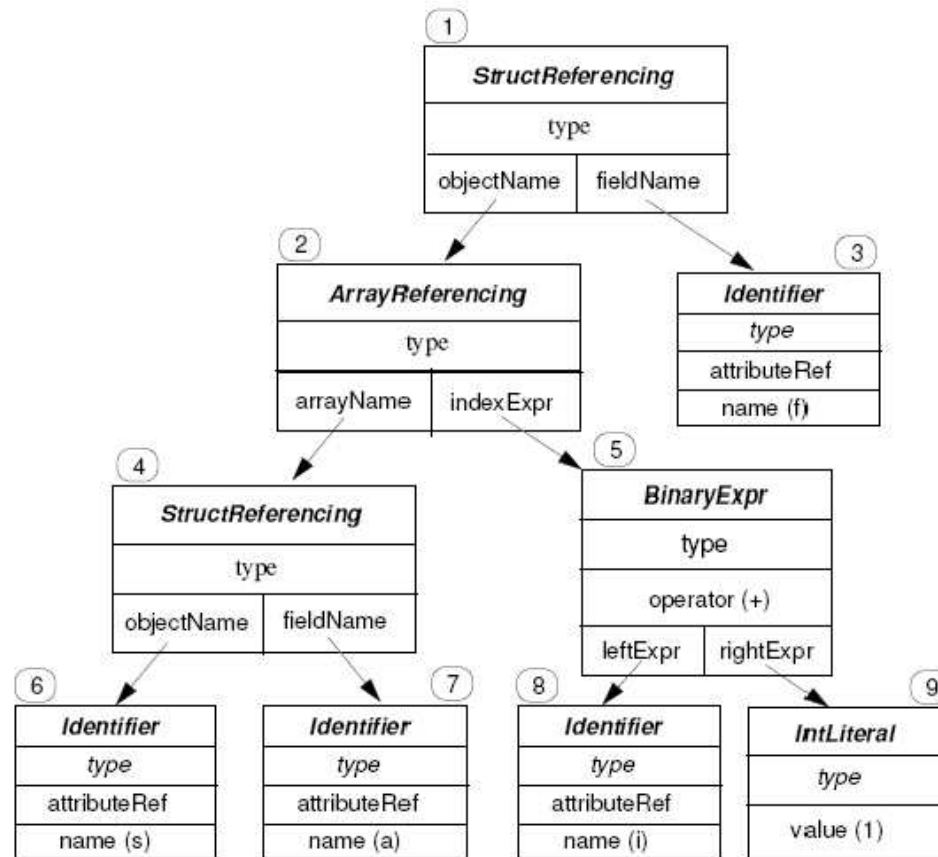 1
StructReferencing
type
objectName fieldName
2
ArrayReferencing
type
arrayName indexExpr
3
Identifier
type
attributeRef
name (f)
4
StructReferencing
type
objectName fieldName
5
BinaryExpr
type
operator (+)
leftExpr rightExpr
6
Identifier
type
attributeRef
name (s)
7
Identifier
type
attributeRef
name (a)
8
Identifier
type
attributeRef
name (i)
9
IntLiteral
type
value (1)